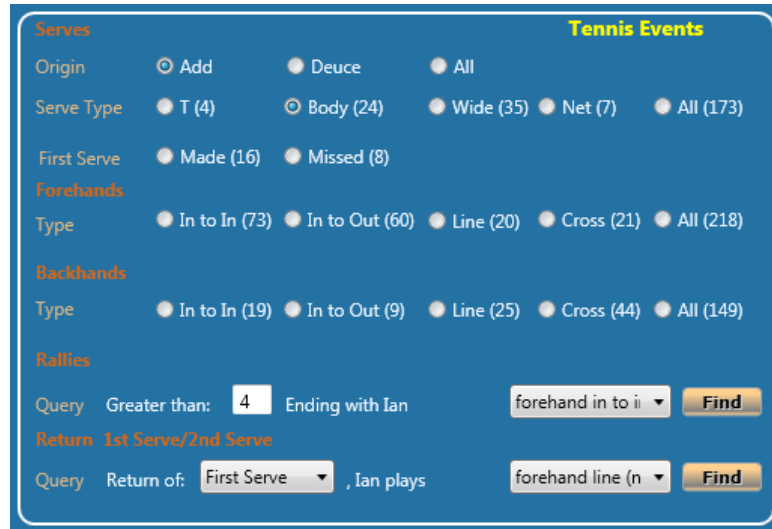 Serves Tennis Events
Origin Add Deuce All
Serve Type T (4) Body (24) Wide (35) Net (7) All (173)
First Serve Made (16) Missed (8)
Forehands
Type In to In (73) In to Out (60) Line (20) Cross (21) All (218)
Backhands
Type In to In (19) In to Out (9) Line (25) Cross (44) All (149)
Rallies
Query Greater than: 4 Ending with Ian forehand in to i Find
Return 1st Serve/2nd Serve
Query Return of: First Serve , Ian plays forehand line (n Find